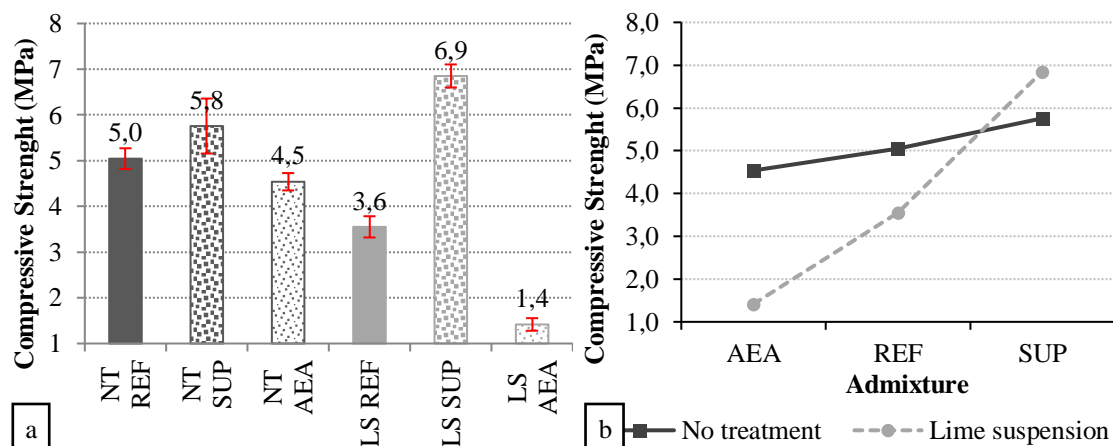 Compressive Strenght (MPa)
8
7
6
5
4
3
2
1
5,0
5,8
4,5
3,6
6,9
1,4
NT
REF
NT
SUP
NT
AEA
LS REF
LS SUP
LS
AEA
a
Compressive Strenght (MPa)
8,0
7,0
6,0
5,0
4,0
3,0
2,0
1,0
AEA
REF
SUP
Admixture
b
No treatment
Lime suspension